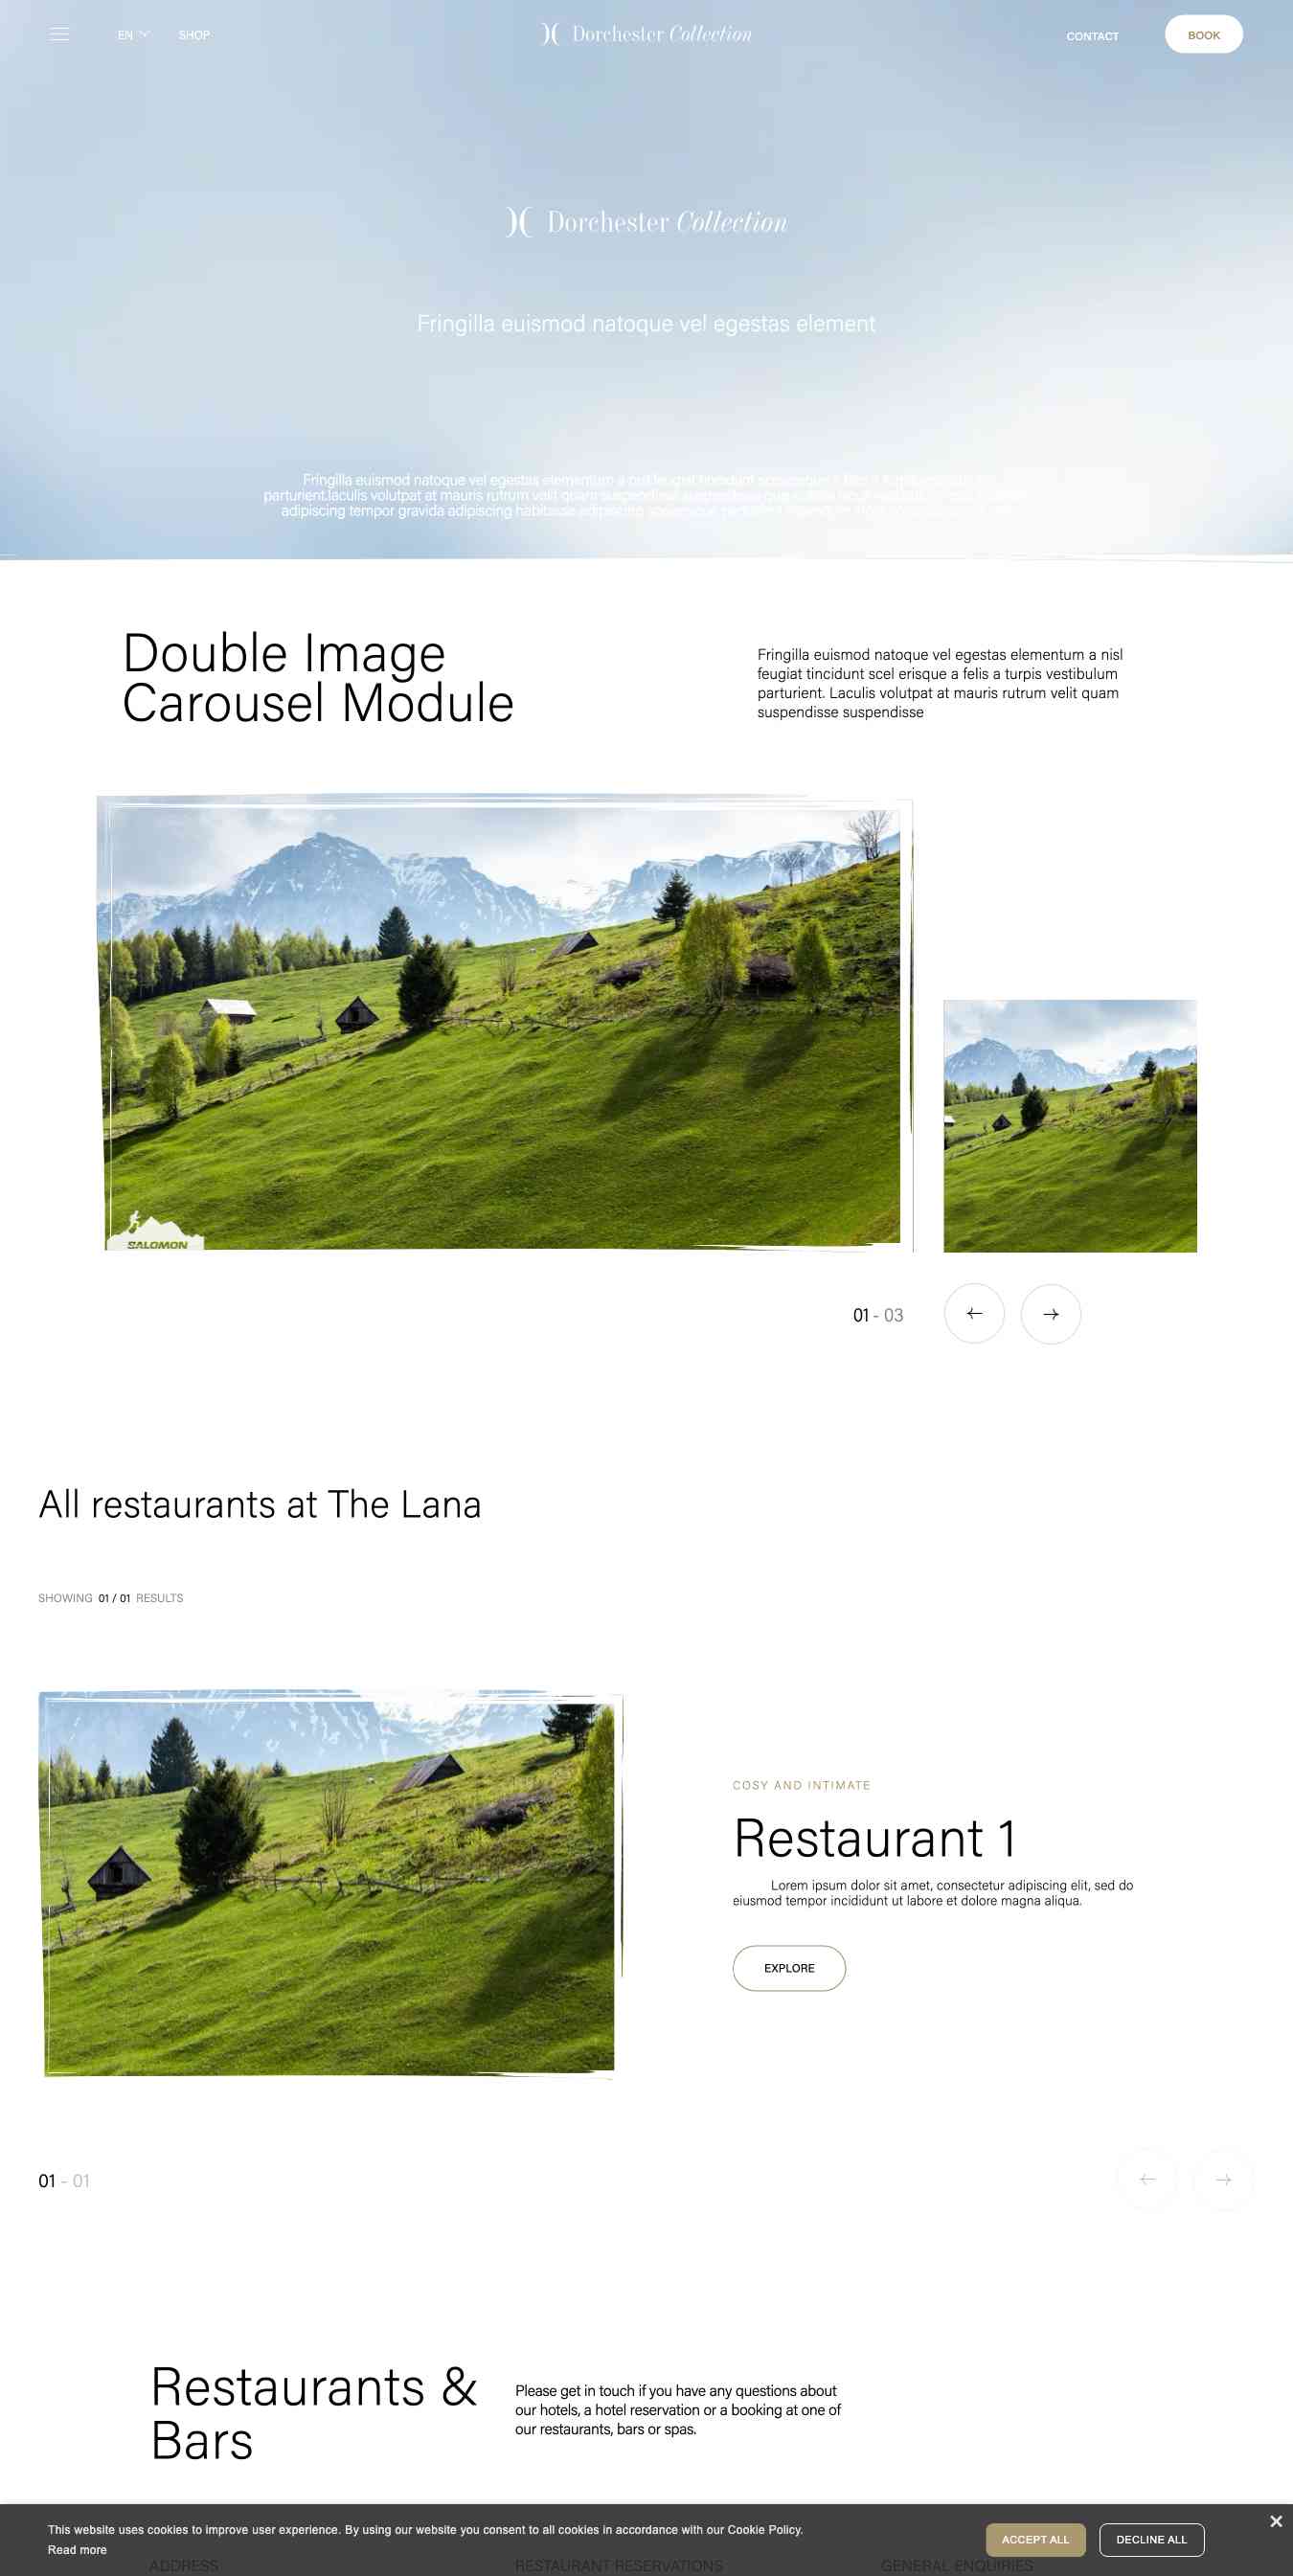 EN SHOP
Dorchester Collection
CONTACT
BOOK
Dorchester Collection
Fringilla euismod natoque vel egestas element
Fringilla euismod natoque vel egestas elementum a nisl feugiat tincidunt
parturient.laculis volutpat at mauris rutrum velit quam suspendisse
adipiscing tempor gravida adipiscing habitasse adipiscing
Double Image
Carousel Module
Fringilla euismod natoque vel egestas elementum a nisl
feugiat tincidunt scel erisque a felis a turpis vestibulum
parturient. Laculis volutpat at mauris rutrum velit quam
suspendisse suspendisse
SALOMON
01 - 03
All restaurants at The Lana
SHOWING 01 / 01 RESULTS
COSY AND INTIMATE
Restaurant 1
Lorem ipsum dolor sit amet, consectetur adipiscing elit, sed do
eiusmod tempor incididunt ut labore et dolore magna aliqua.
EXPLORE
01 - 01
Restaurants &
Bars
Please get in touch if you have any questions about
our hotels, a hotel reservation or a booking at one of
our restaurants, bars or spas.
This website uses cookies to improve user experience. By using our website you consent to all cookies in accordance with our Cookie Policy.
Read more
ACCEPT ALL
DECLINE ALL
ADDRESS
RESTAURANT RESERVATIONS
GENERAL ENQUIRIES